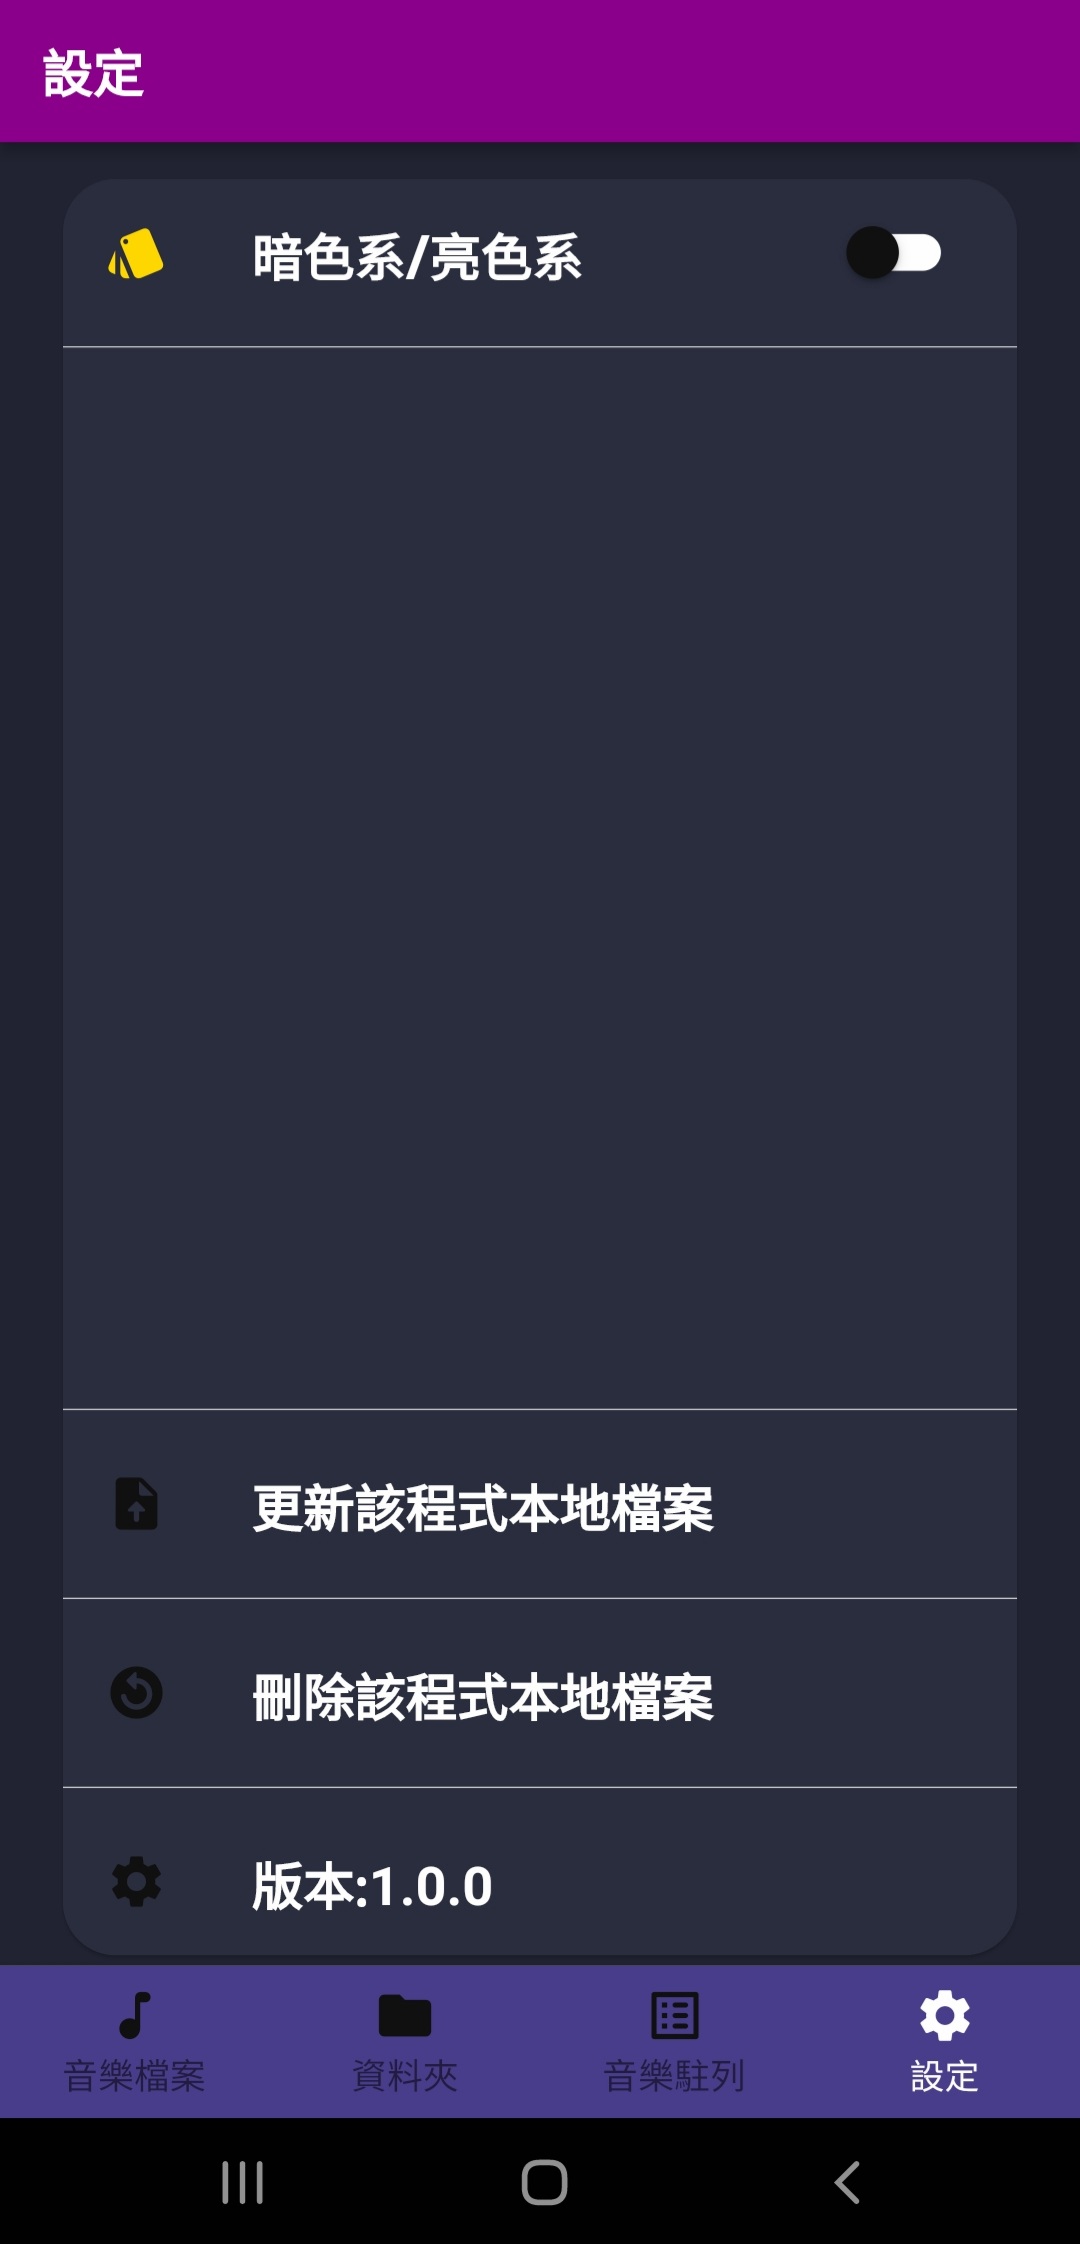 設定
暗色系/亮色系
更新該程式本地檔案
刪除該程式本地檔案
版本:1.0.0
音樂檔案
資料夾
音樂駐列
設定